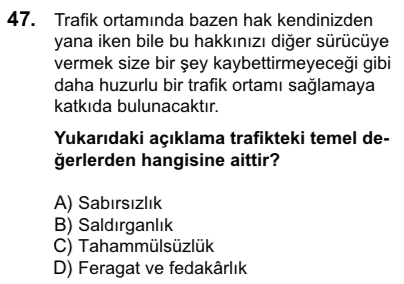 47. Trafik ortamında bazen hak kendinizden
yana iken bile bu hakkınızı diğer sürücüye
vermek size bir şey kaybettirmeyeceği gibi
daha huzurlu bir trafik ortamı sağlamaya
katkıda bulunacaktır.
Yukarıdaki açıklama trafikteki temel de-
ğerlerden hangisine aittir?
A) Sabırsızlık
B) Saldırganlık
C) Tahammülsüzlük
D) Feragat ve fedakârlık